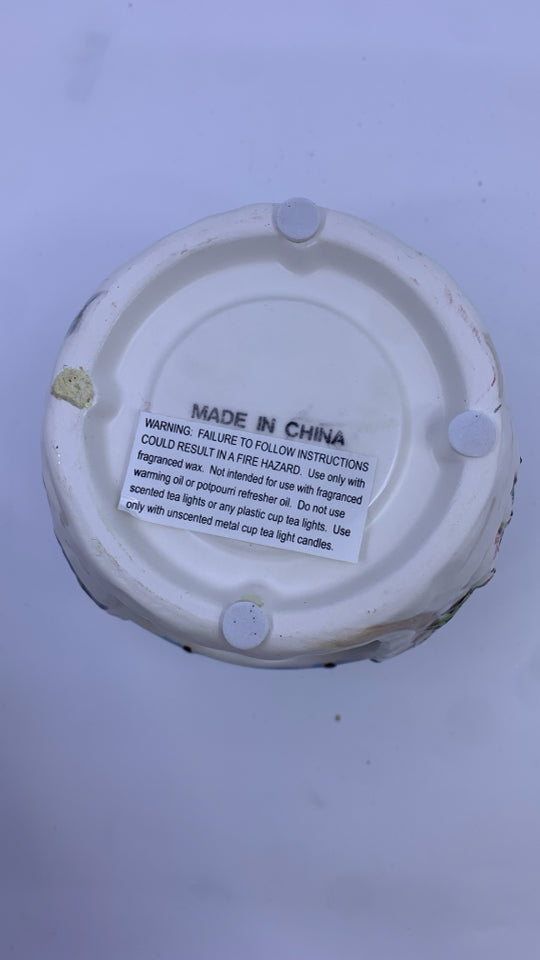 MADE IN CHINA
WARNING: FAILURE TO FOLLOW INSTRUCTIONS
COULD RESULT IN A FIRE HAZARD. Use only with
fragranced wax. Not intended for use with fragranced
warming oil or potpourri refresher oil. Do not use
scented tea lights or any plastic cup tea lights. Use
only with unscented metal cup tea light candles.